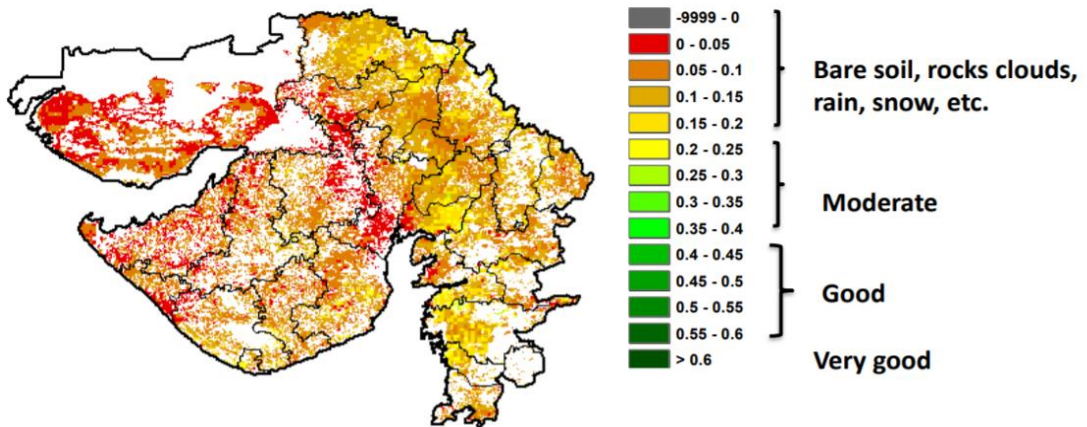 -9999 - 0
0 - 0.05
0.05 - 0.1
0.1 - 0.15
0.15 - 0.2
0.2 - 0.25
0.25 - 0.3
0.3 - 0.35
0.35 - 0.4
0.4 - 0.45
0.45 - 0.5
0.5 - 0.55
0.55 - 0.6
> 0.6
Bare soil, rocks clouds,
rain, snow, etc.
Moderate
Good
Very good